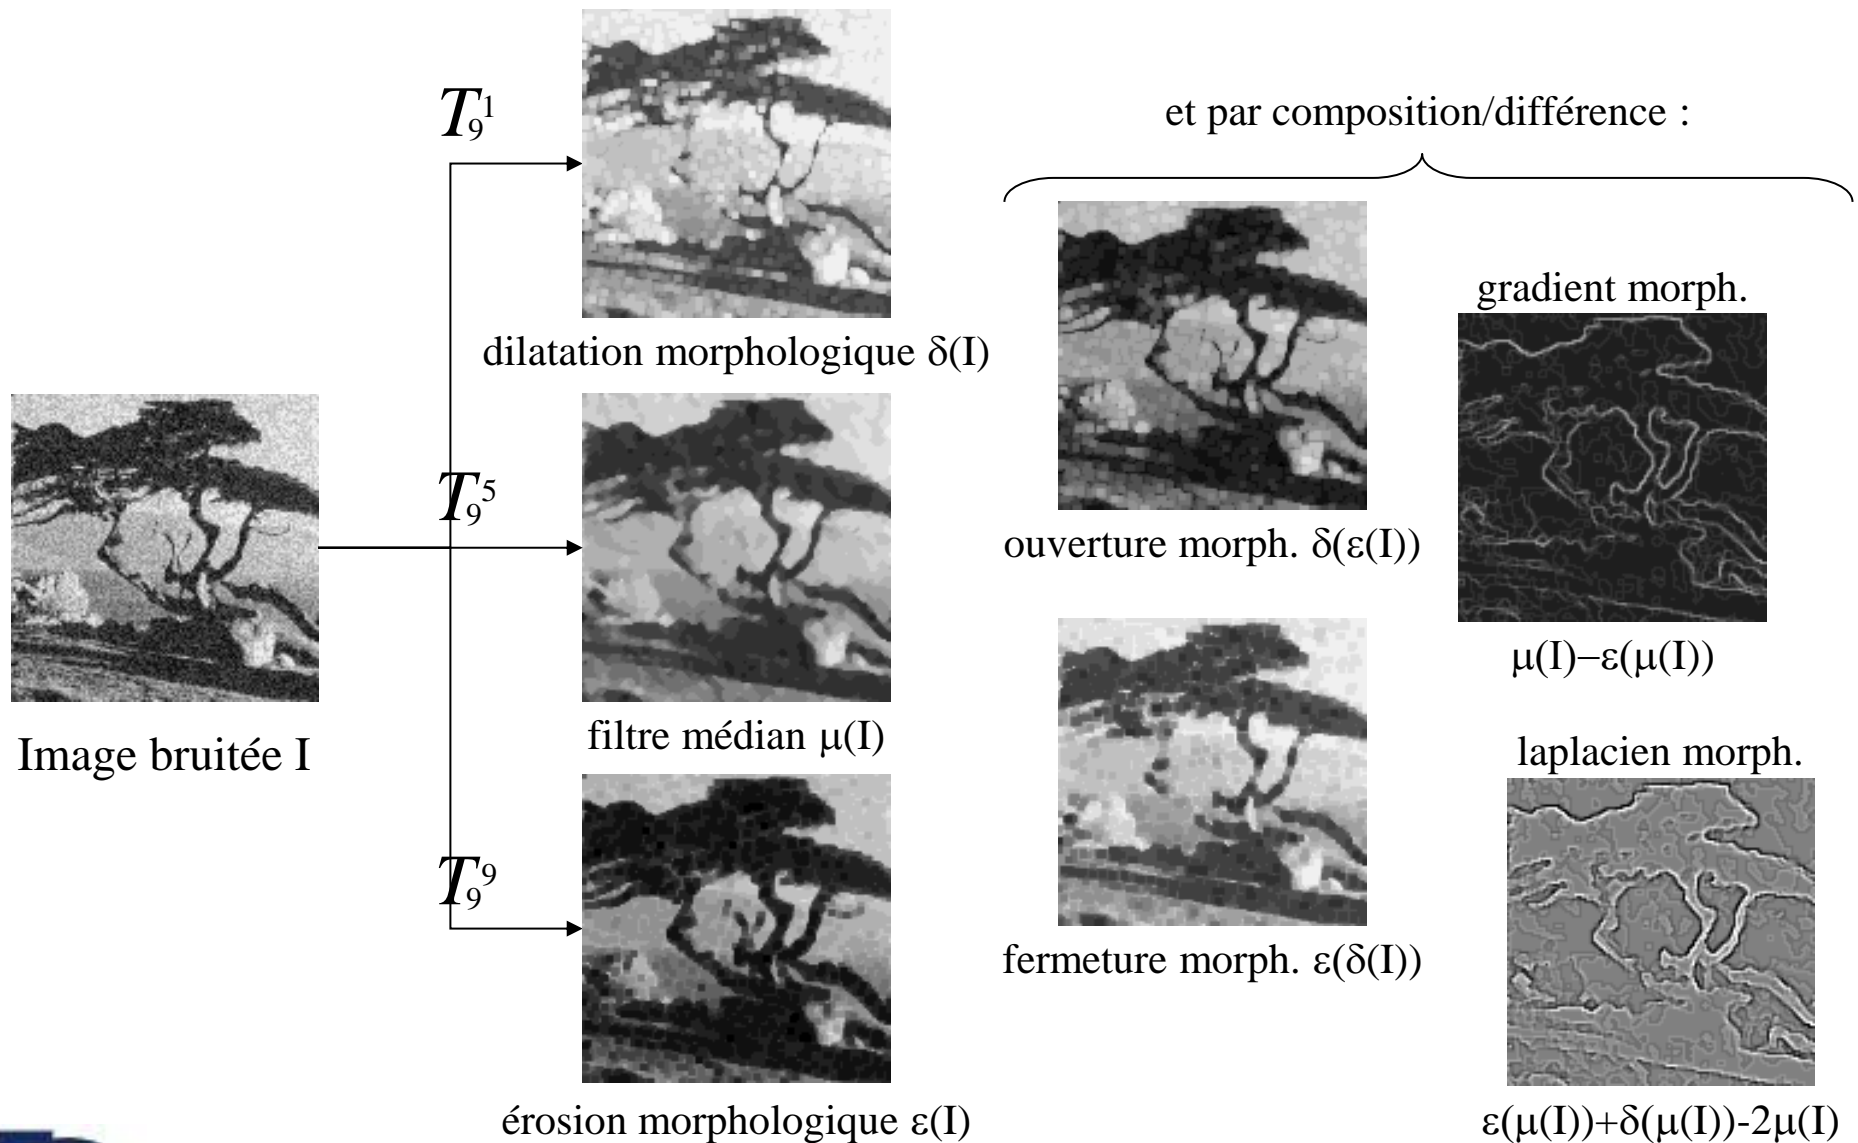 Image bruitée I
T₉¹
dilatation morphologique δ(I)
T₉⁵
filtre médian μ(I)
T₉⁹
érosion morphologique ε(I)
et par composition/différence :
ouverture morph. δ(ε(I))
fermeture morph. ε(δ(I))
gradient morph.
μ(I)−ε(μ(I))
laplacien morph.
ε(μ(I))+δ(μ(I))-2μ(I)